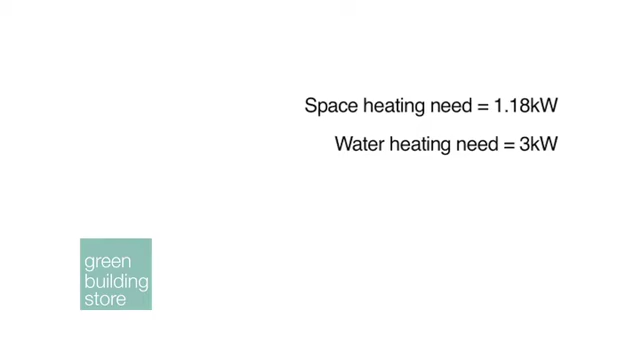 Space heating need = 1.18kW
Water heating need = 3kW
green
building
store